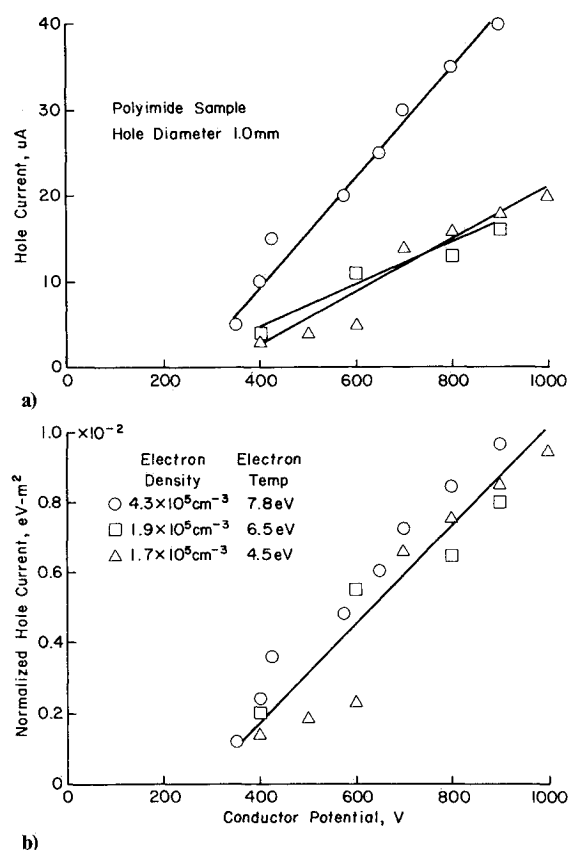 40
30
20
10
0
Hole Current, uA
Polyimide Sample
Hole Diameter 1.0mm
0 200 400 600 800 1000
a)
1.0 ×10⁻²
0.8
0.6
0.4
0.2
0
Normalized Hole Current, eV-m²
Electron Electron
Density Temp
4.3×10⁵cm⁻³ 7.8eV
1.9×10⁵cm⁻³ 6.5eV
1.7×10⁵cm⁻³ 4.5eV
0 200 400 600 800 1000
Conductor Potential, V
b)